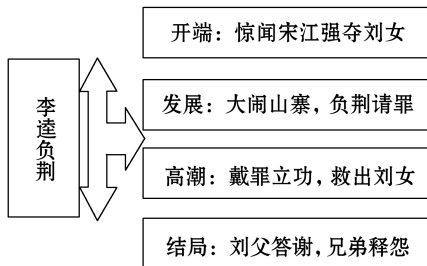 李逵负荆
开端：惊闻宋江强夺刘女
发展：大闹山寨，负荆请罪
高潮：戴罪立功，救出刘女
结局：刘父答谢，兄弟释怨